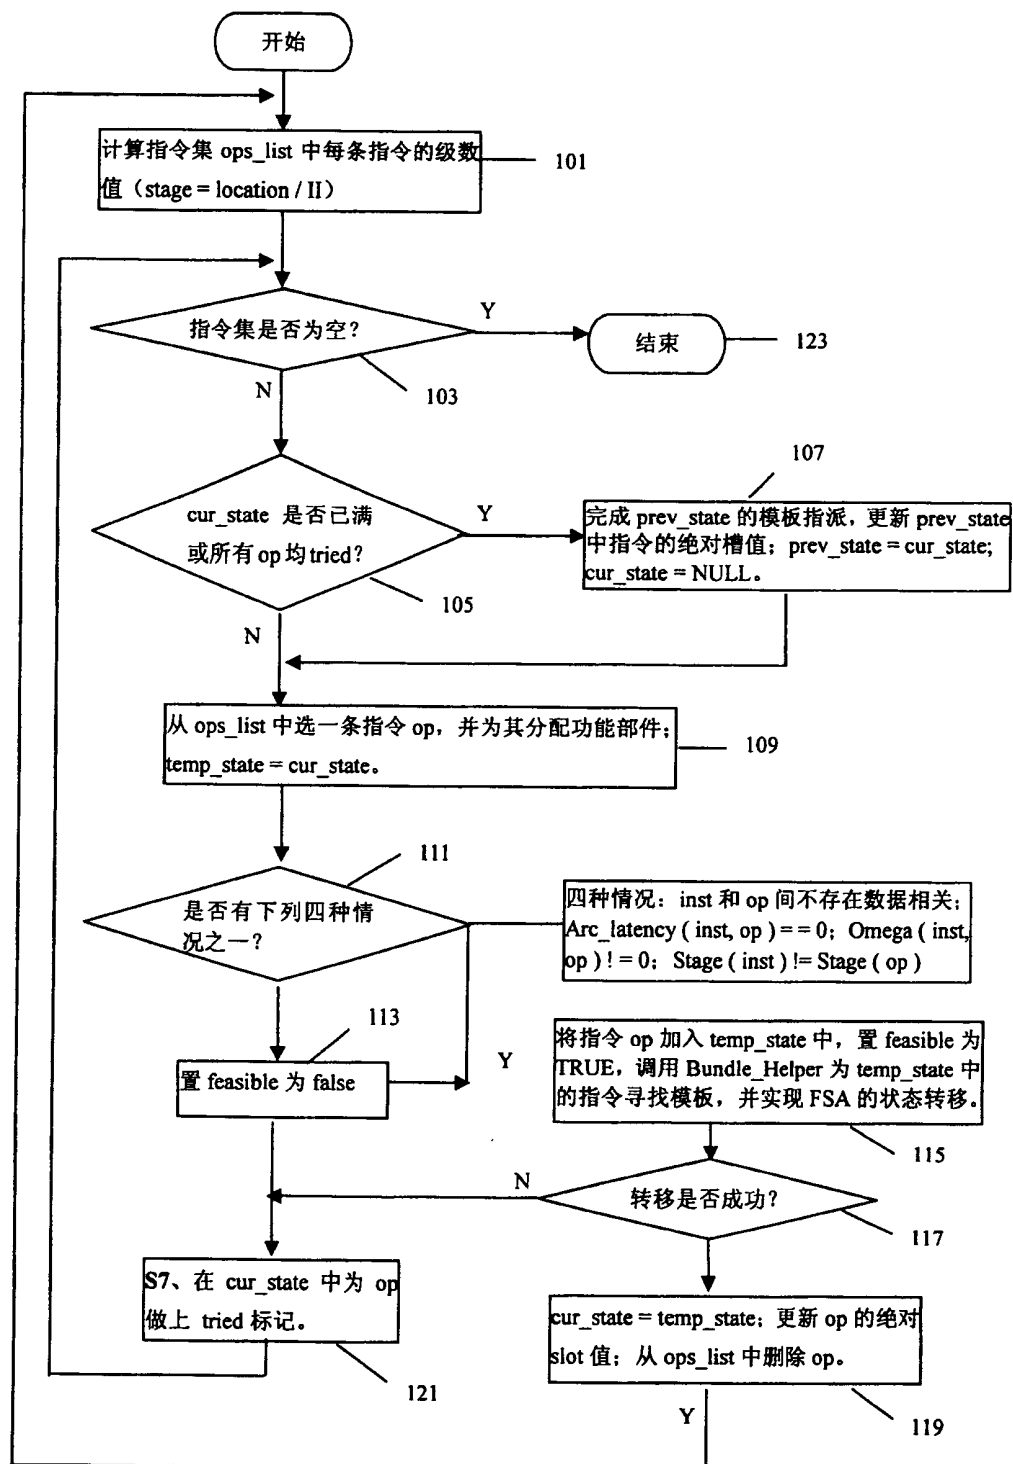 开始
计算指令集 ops_list 中每条指令的级数
值（stage = location / II）
101
指令集是否为空？
Y
结束
123
103
N
107
cur_state 是否已满
或所有 op 均 tried？
Y
完成 prev_state 的模板指派，更新 prev_state
中指令的绝对槽值；prev_state = cur_state;
cur_state = NULL。
105
N
从 ops_list 中选一条指令 op，并为其分配功能部件；
temp_state = cur_state。
109
111
是否有下列四种情
况之一？
四种情况：inst 和 op 间不存在数据相关；
Arc_latency ( inst, op ) = = 0；Omega ( inst,
op ) ! = 0；Stage ( inst ) != Stage ( op )
113
置 feasible 为 false
Y
将指令 op 加入 temp_state 中，置 feasible 为
TRUE，调用 Bundle_Helper 为 temp_state 中
的指令寻找模板，并实现 FSA 的状态转移。
115
N
转移是否成功？
117
S7、在 cur_state 中为 op
做上 tried 标记。
121
cur_state = temp_state；更新 op 的绝对
slot 值；从 ops_list 中删除 op。
Y
119